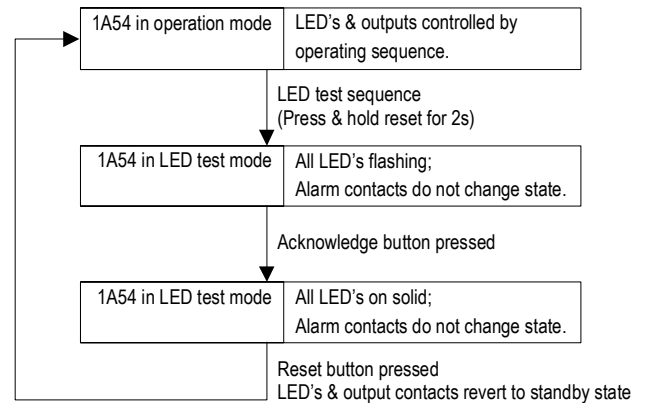 1A54 in operation mode
LED's & outputs controlled by
operating sequence.
LED test sequence
(Press & hold reset for 2s)
1A54 in LED test mode
All LED's flashing;
Alarm contacts do not change state.
Acknowledge button pressed
1A54 in LED test mode
All LED's on solid;
Alarm contacts do not change state.
Reset button pressed
LED's & output contacts revert to standby state